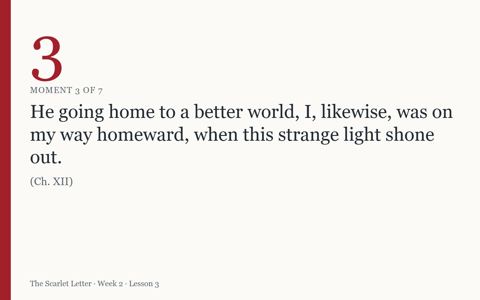 3
MOMENT 3 OF 7
He going home to a better world, I, likewise, was on
my way homeward, when this strange light shone
out.
(Ch. XII)
The Scarlet Letter · Week 2 · Lesson 3